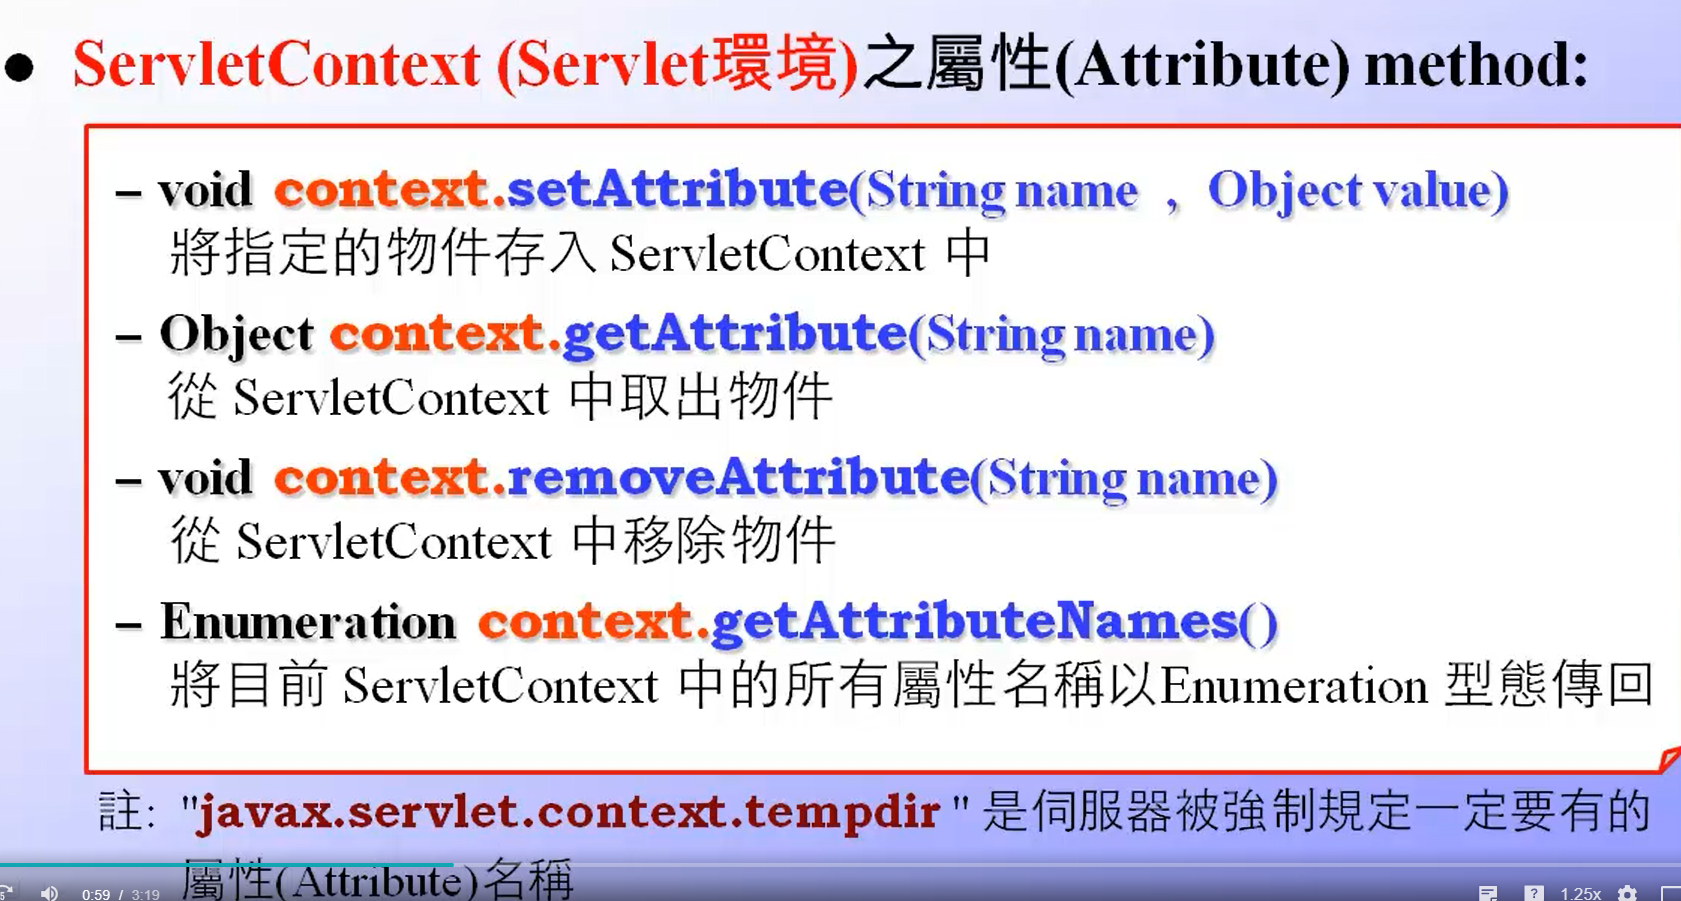 ● ServletContext (Servlet環境)之屬性(Attribute) method:
– void context.setAttribute(String name , Object value)
將指定的物件存入 ServletContext 中
– Object context.getAttribute(String name)
從 ServletContext 中取出物件
– void context.removeAttribute(String name)
從 ServletContext 中移除物件
– Enumeration context.getAttributeNames()
將目前 ServletContext 中的所有屬性名稱以Enumeration 型態傳回
註: "javax.servlet.context.tempdir " 是伺服器被強制規定一定要有的
屬性(Attribute)名稱
0:59 / 3:19
1.25x